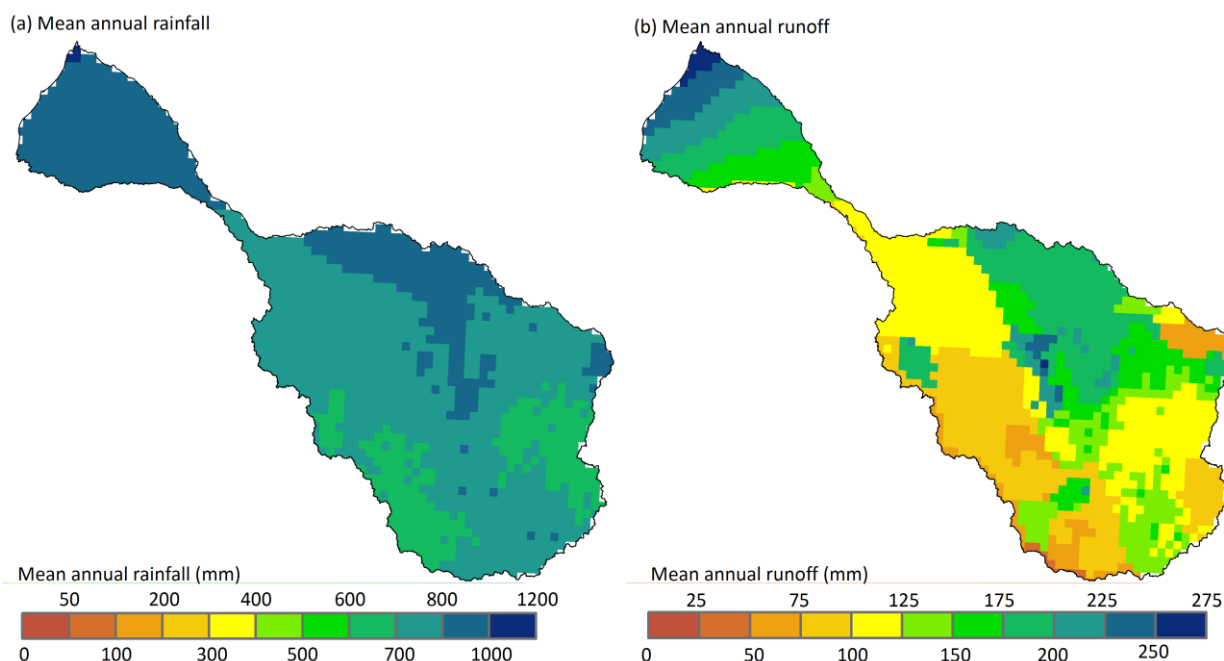 (a) Mean annual rainfall
(b) Mean annual runoff
Mean annual rainfall (mm)
50 200 400 600 800 1200
0 100 300 500 700 1000
Mean annual runoff (mm)
25 75 125 175 225 275
0 50 100 150 200 250